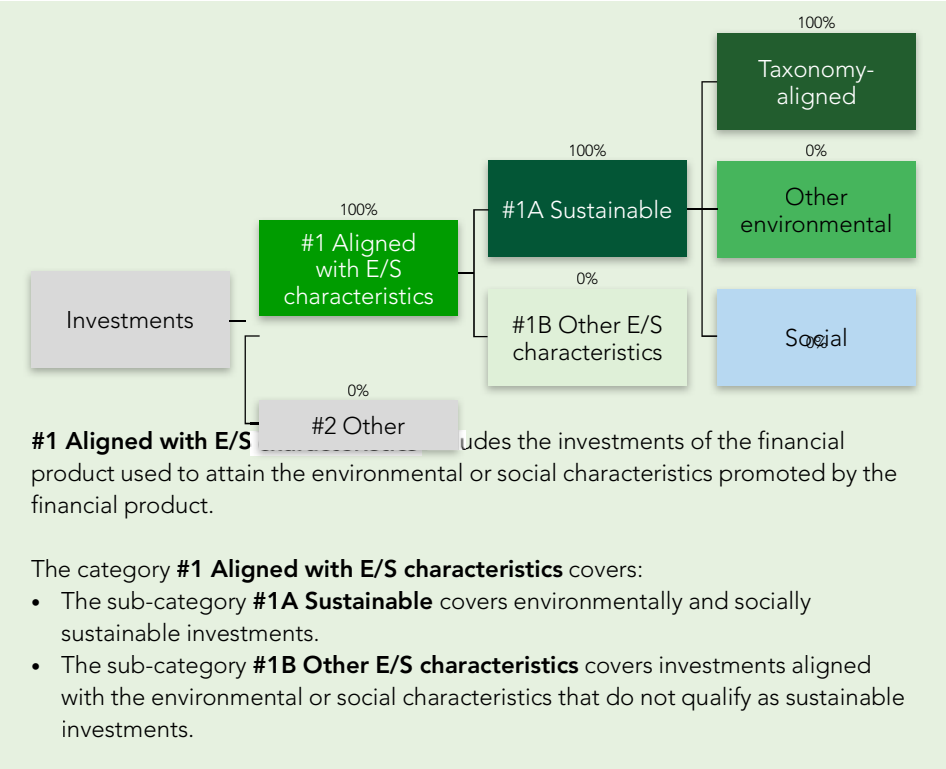 100%
Taxonomy-
aligned
100%
#1A Sustainable
0%
Other
environmental
100%
#1 Aligned
with E/S
characteristics
Investments
0%
#1B Other E/S
characteristics
Social
0%
0%
#2 Other
#1 Aligned with E/S udes the investments of the financial
product used to attain the environmental or social characteristics promoted by the
financial product.
The category #1 Aligned with E/S characteristics covers:
• The sub-category #1A Sustainable covers environmentally and socially
sustainable investments.
• The sub-category #1B Other E/S characteristics covers investments aligned
with the environmental or social characteristics that do not qualify as sustainable
investments.